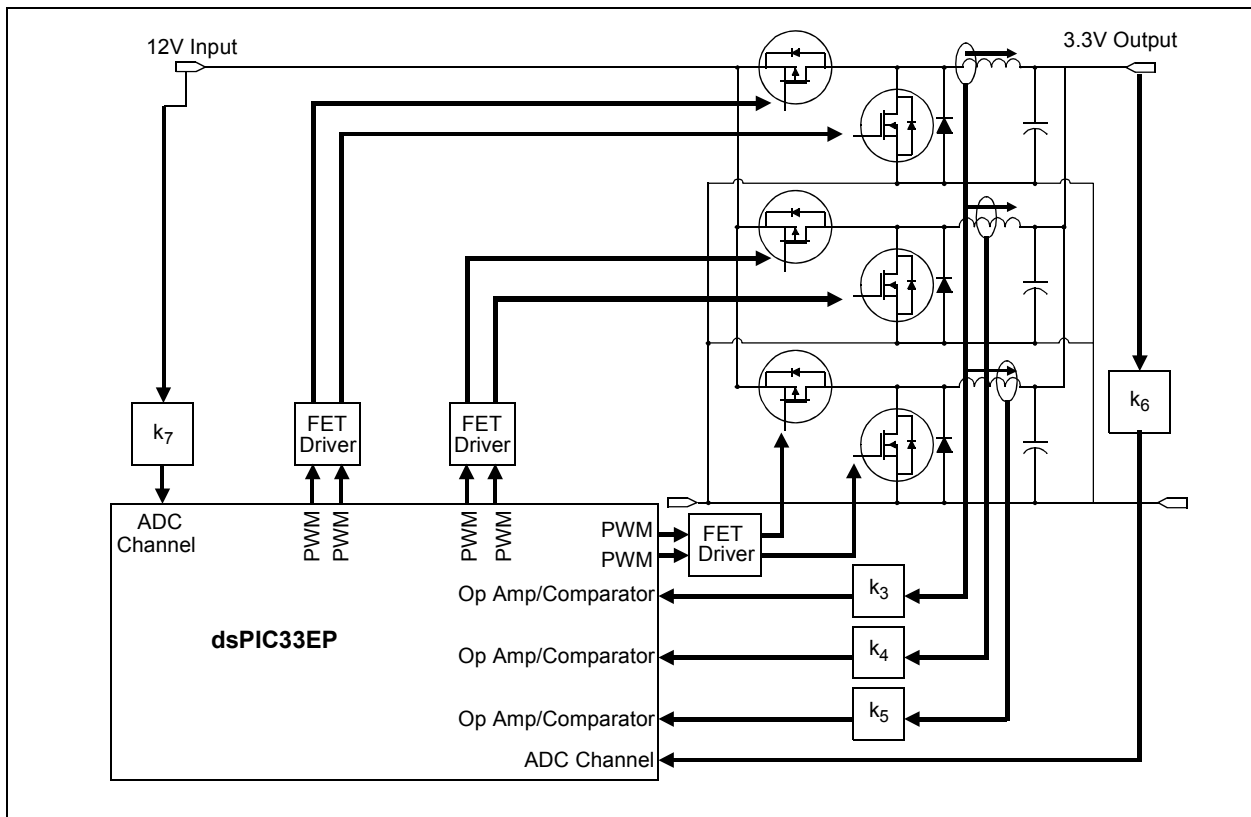 12V Input
3.3V Output
k7
FET
Driver
FET
Driver
k6
ADC
Channel
PWM
PWM
PWM
PWM
PWM
PWM
FET
Driver
Op Amp/Comparator
k3
dsPIC33EP
Op Amp/Comparator
k4
Op Amp/Comparator
k5
ADC Channel